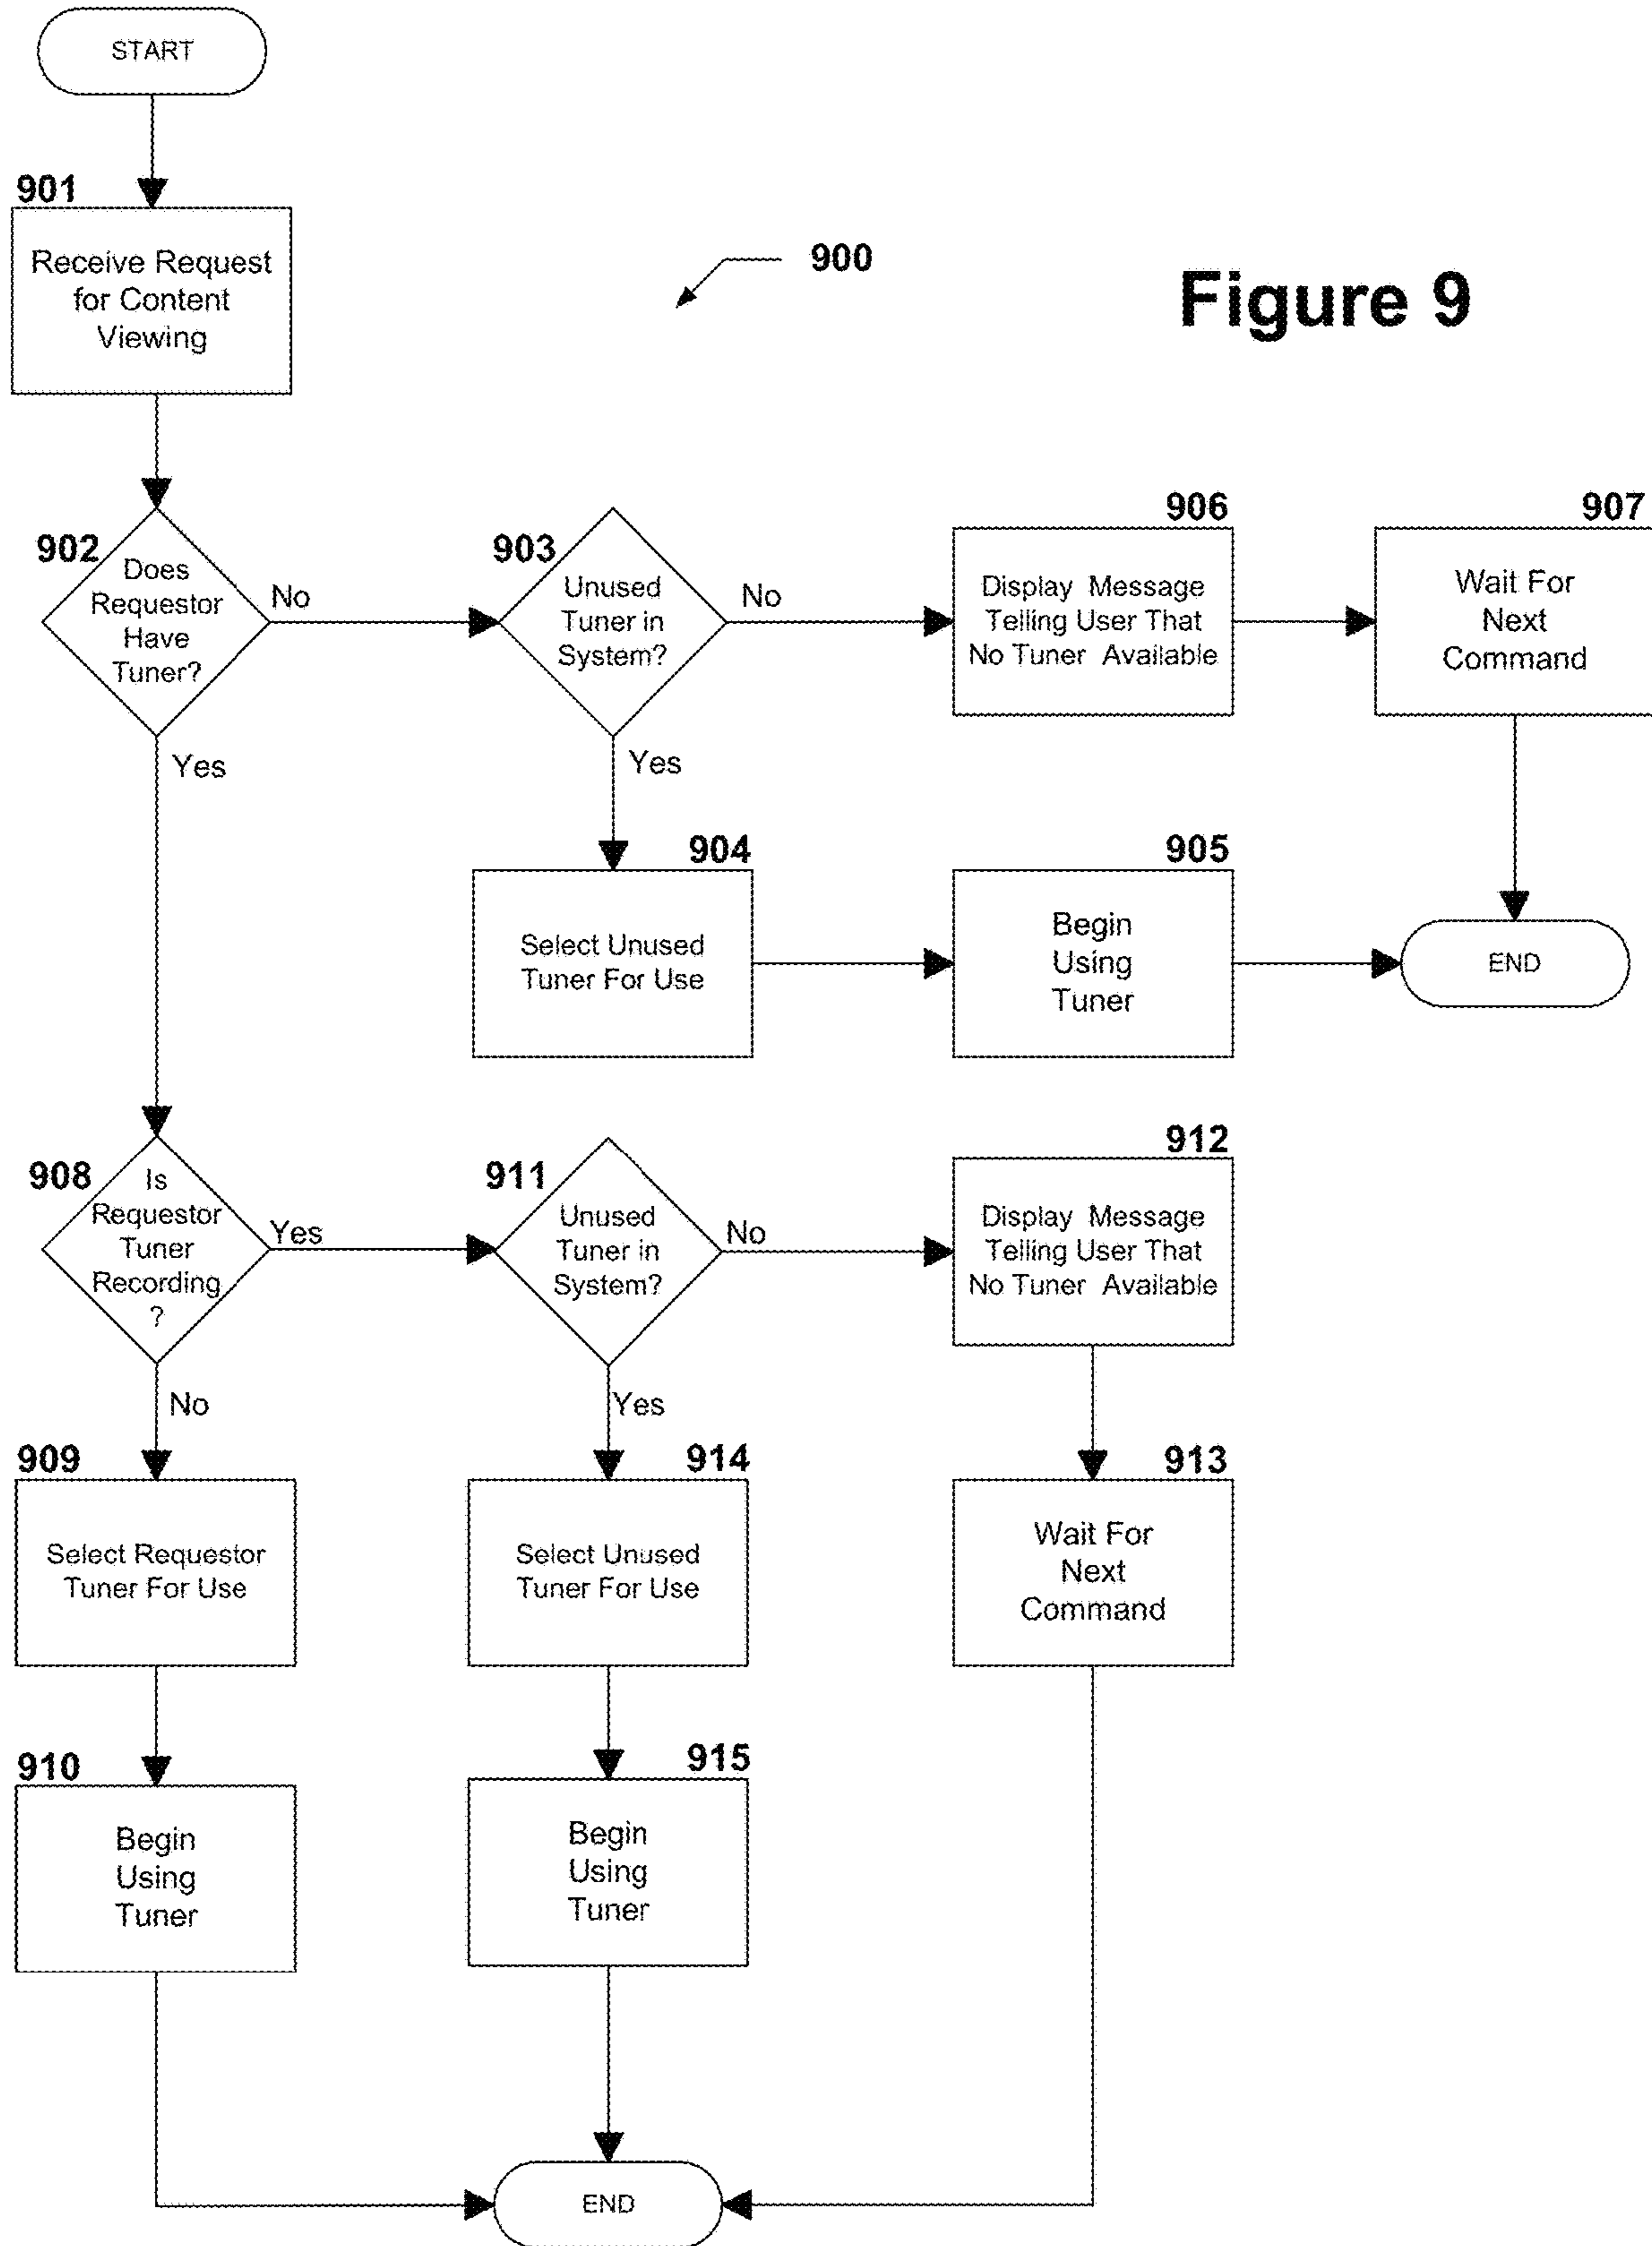 START
901
Receive Request
for Content
Viewing
900
Figure 9
902
Does
Requestor
Have
Tuner?
No
Yes
903
Unused
Tuner in
System?
No
Yes
906
Display Message
Telling User That
No Tuner Available
907
Wait For
Next
Command
904
Select Unused
Tuner For Use
905
Begin
Using
Tuner
END
908
Is
Requestor
Tuner
Recording
?
Yes
No
911
Unused
Tuner in
System?
No
Yes
912
Display Message
Telling User That
No Tuner Available
909
Select Requestor
Tuner For Use
914
Select Unused
Tuner For Use
913
Wait For
Next
Command
910
Begin
Using
Tuner
915
Begin
Using
Tuner
END